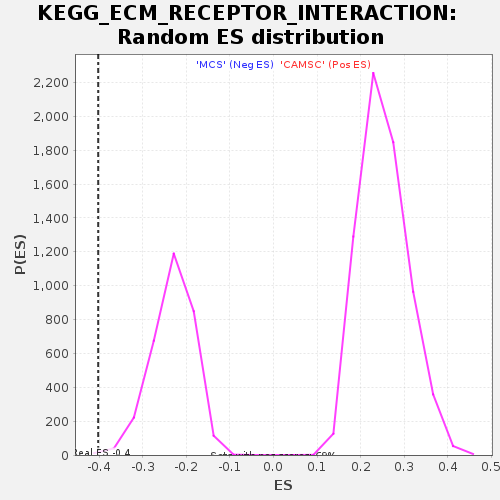 KEGG_ECM_RECEPTOR_INTERACTION:
Random ES distribution
'MCS' (Neg ES) 'CAMSC' (Pos ES)
P(ES)
2,200
2,000
1,800
1,600
1,400
1,200
1,000
800
600
400
200
0
Real ES -0.4
-0.4 -0.3 -0.2 -0.1 0.0 0.1 0.2 0.3 0.4 0.5
ES